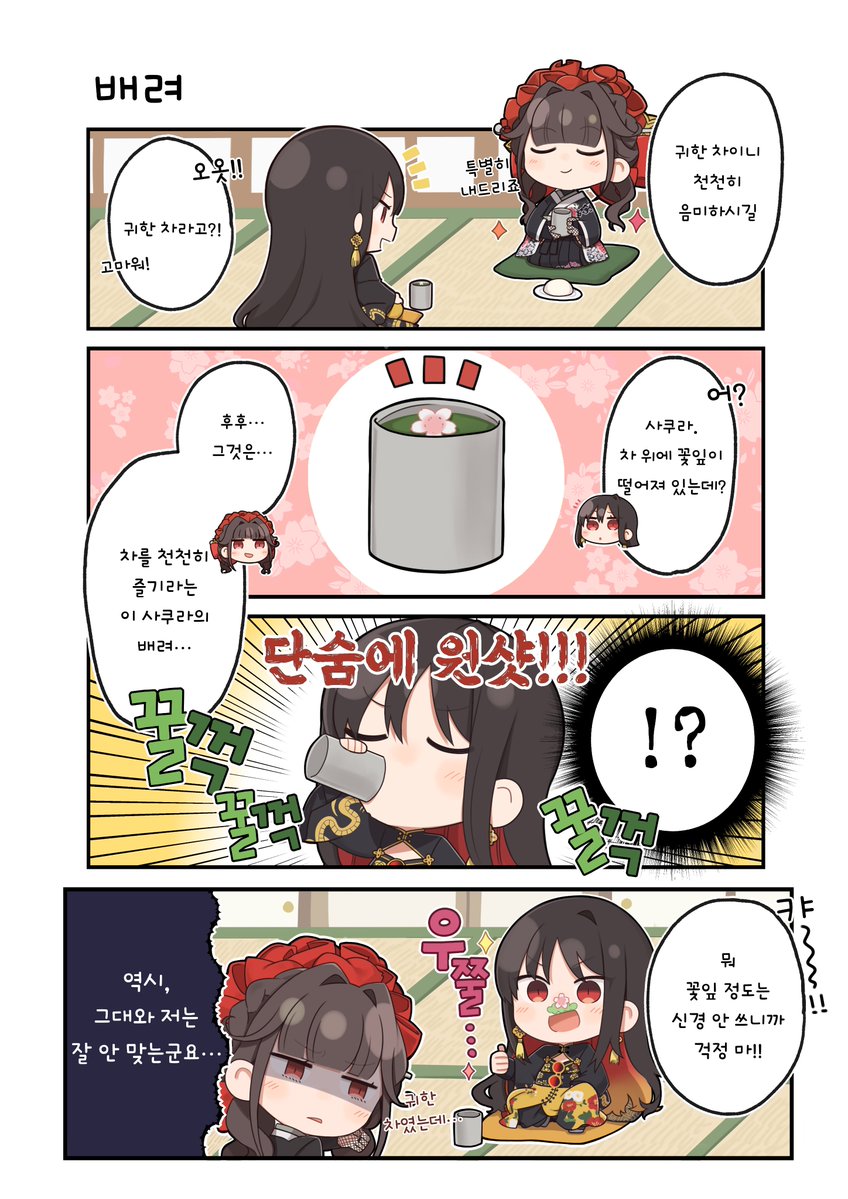 배려
귀한 차이니
천천히
음미하시길
특별히
내드리죠
오옷!!
귀한 차라고?!
고마워!
어?
사쿠라.
차 위에 꽃잎이
떨어져 있는데?
후후…
그것은…
차를 천천히
즐기라는
이 사쿠라의
배려…
단숨에 원샷!!!
!?
꿀꺽
꿀꺽
꿀꺽
캬~~!!
뭐
꽃잎 정도는
신경 안 쓰니까
걱정 마!!
우쭐…
역시,
그대와 저는
잘 안 맞는군요…
귀한
차였는데…